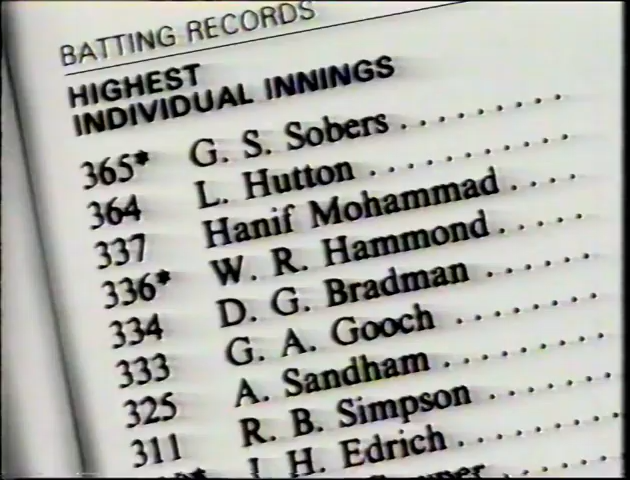 BATTING RECORDS
HIGHEST
INDIVIDUAL INNINGS
365* G. S. Sobers . . . . . . . . . .
364 L. Hutton . . . . . . . . . . .
337 Hanif Mohammad . . . .
336* W. R. Hammond . . . . .
334 D. G. Bradman . . . . . .
333 G. A. Gooch . . . . . . . .
325 A. Sandham . . . . . . . . .
311 R. B. Simpson . . . . . . .
J. H. Edrich . . . . . . . . .